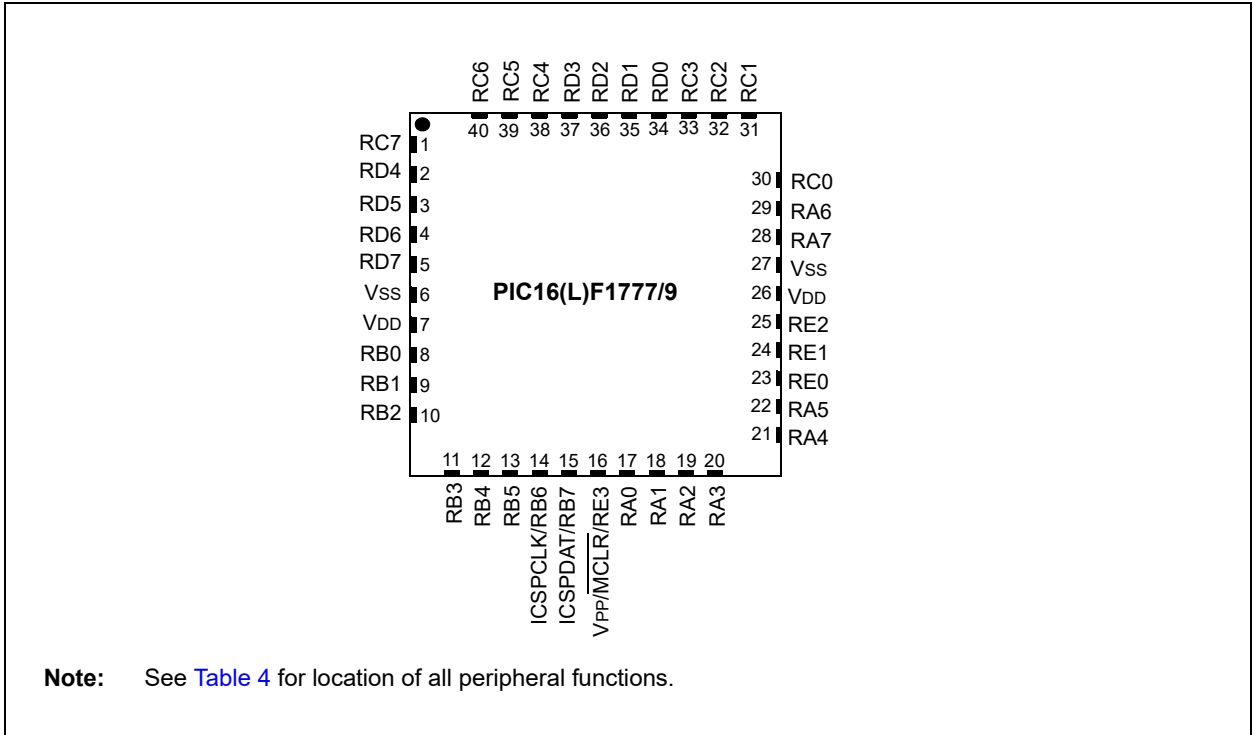 RC6
RC5
RC4
RD3
RD2
RD1
RD0
RC3
RC2
RC1
40
39
38
37
36
35
34
33
32
31
RC7 1
RD4 2
RD5 3
RD6 4
RD7 5
VSS 6
VDD 7
RB0 8
RB1 9
RB2 10
PIC16(L)F1777/9
30 RC0
29 RA6
28 RA7
27 VSS
26 VDD
25 RE2
24 RE1
23 RE0
22 RA5
21 RA4
11
12
13
14
15
16
17
18
19
20
RB3
RB4
RB5
ICSPCLK/RB6
ICSPDAT/RB7
VPP/MCLR/RE3
RA0
RA1
RA2
RA3
Note: See Table 4 for location of all peripheral functions.